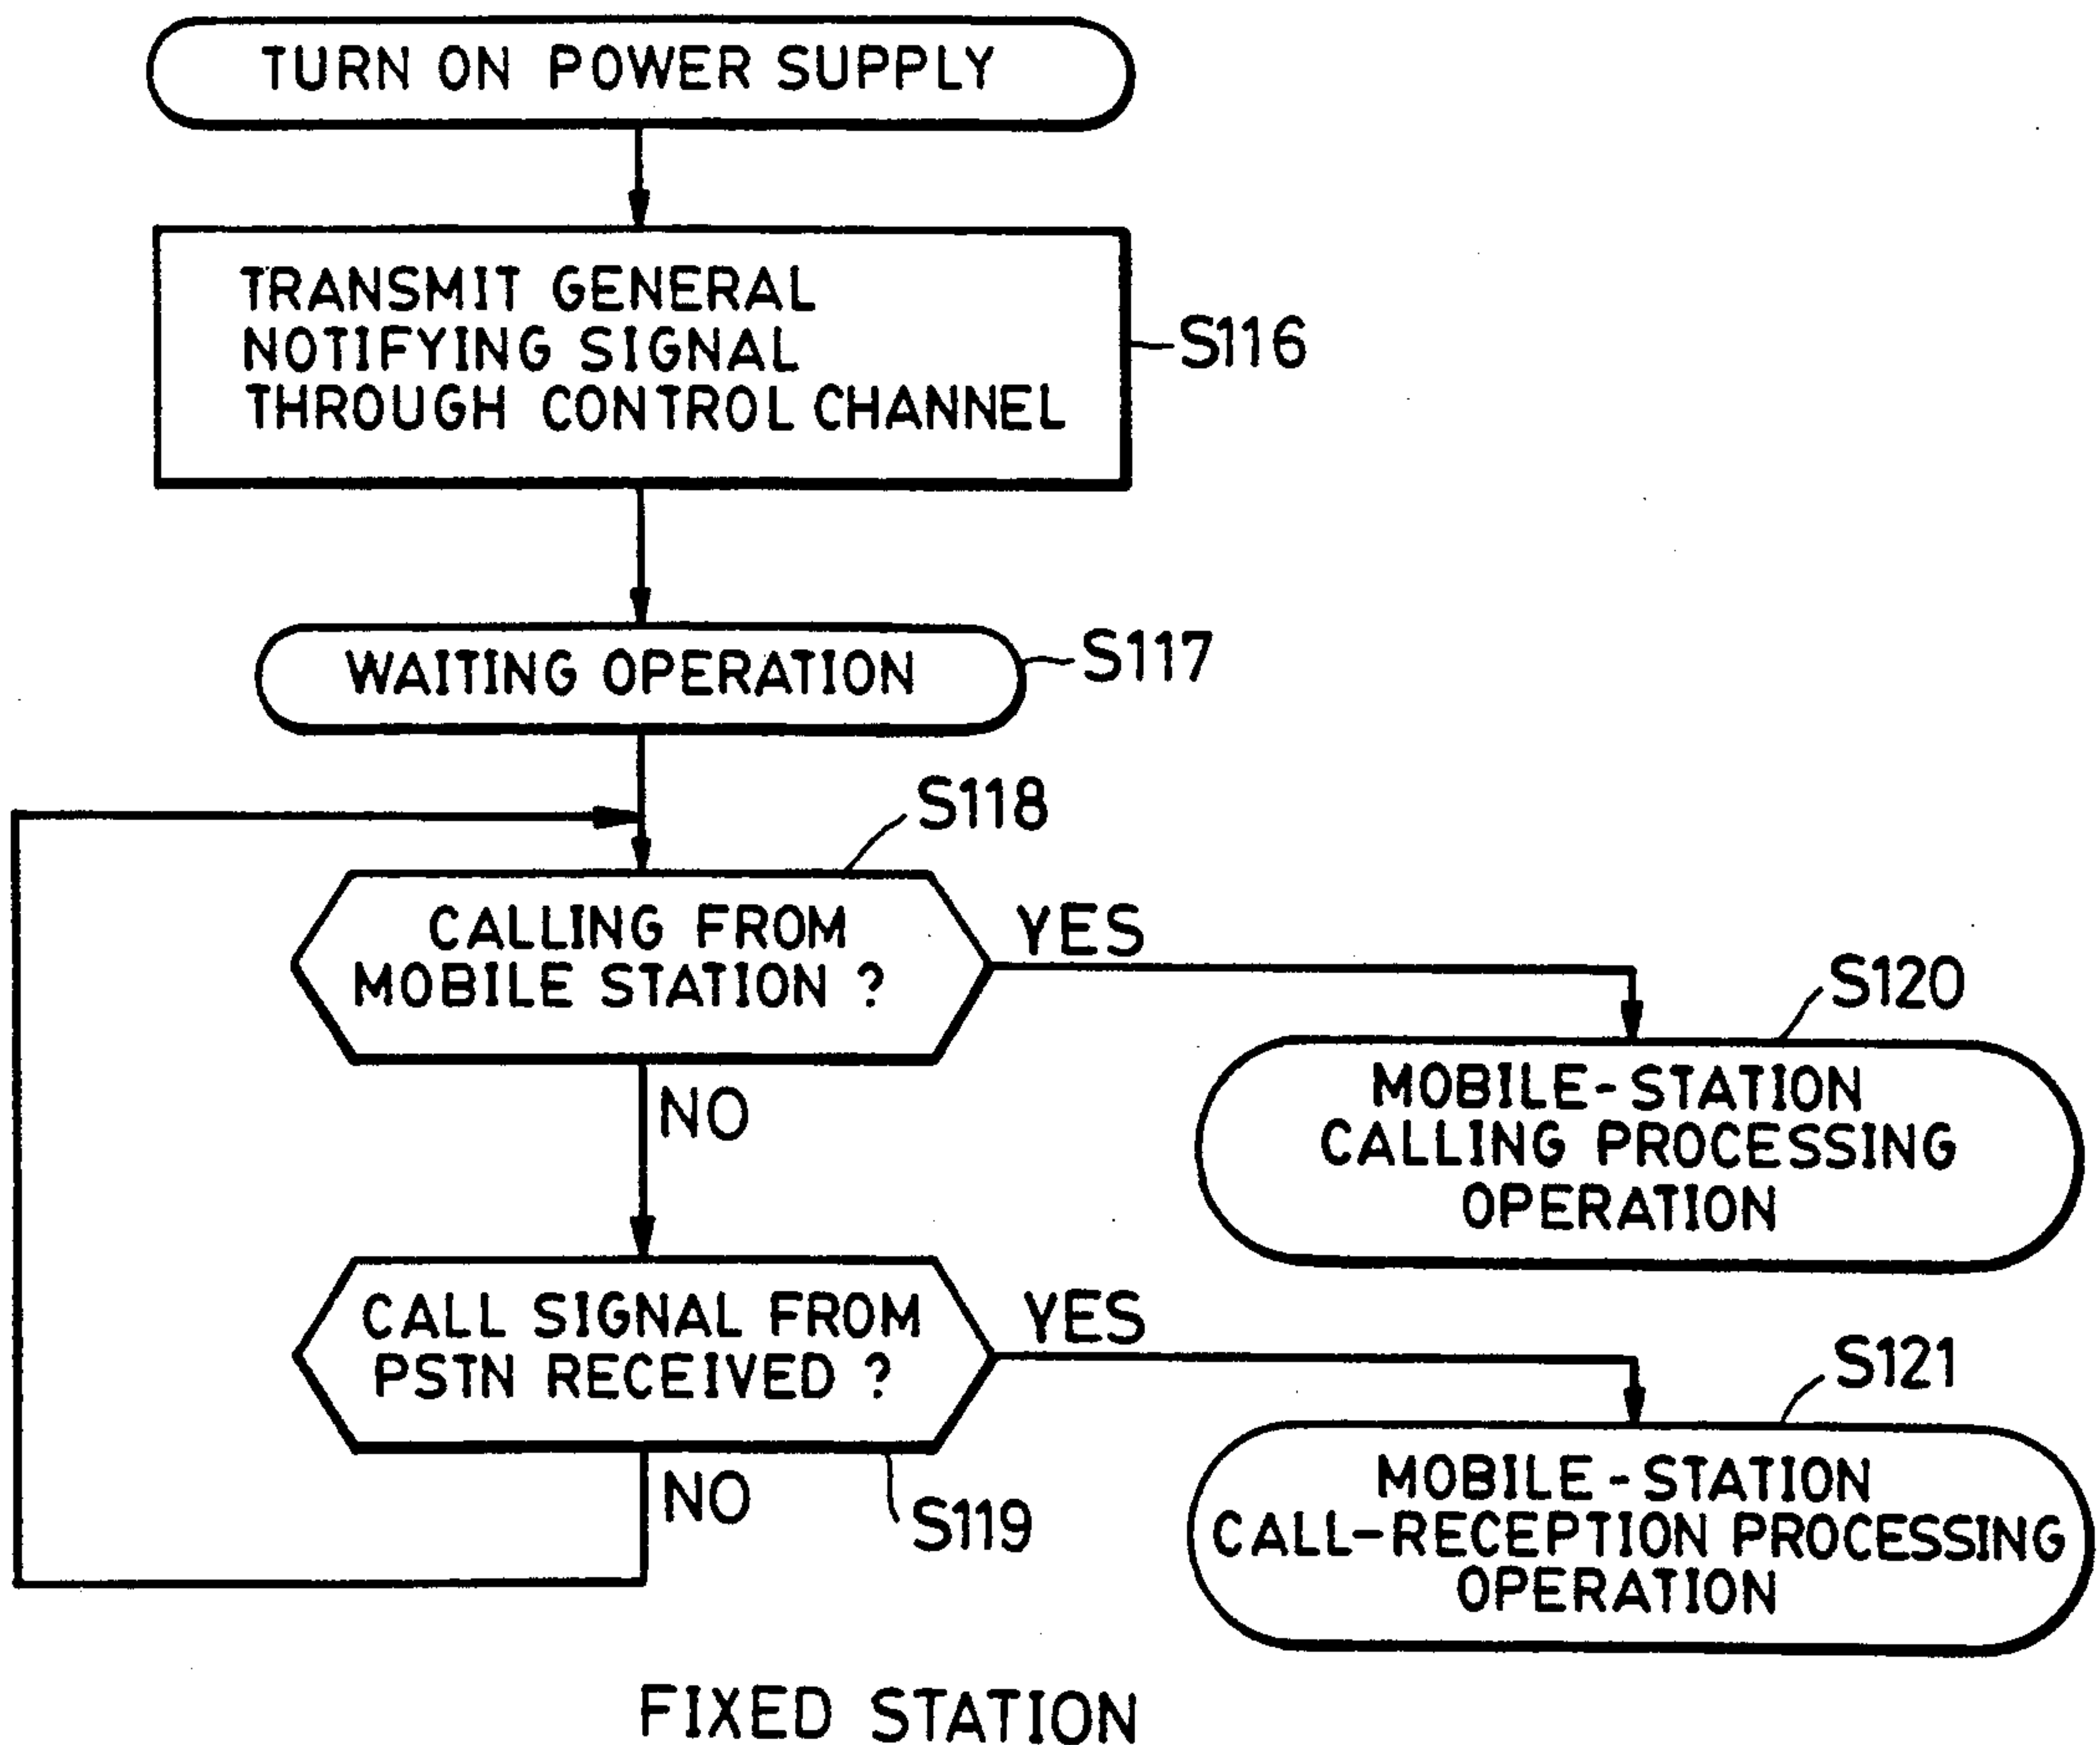 TURN ON POWER SUPPLY
TRANSMIT GENERAL
NOTIFYING SIGNAL
THROUGH CONTROL CHANNEL
S116
WAITING OPERATION
S117
S118
CALLING FROM
MOBILE STATION ?
YES
NO
S120
MOBILE-STATION
CALLING PROCESSING
OPERATION
CALL SIGNAL FROM
PSTN RECEIVED ?
YES
NO
S119
S121
MOBILE-STATION
CALL-RECEPTION PROCESSING
OPERATION
FIXED STATION